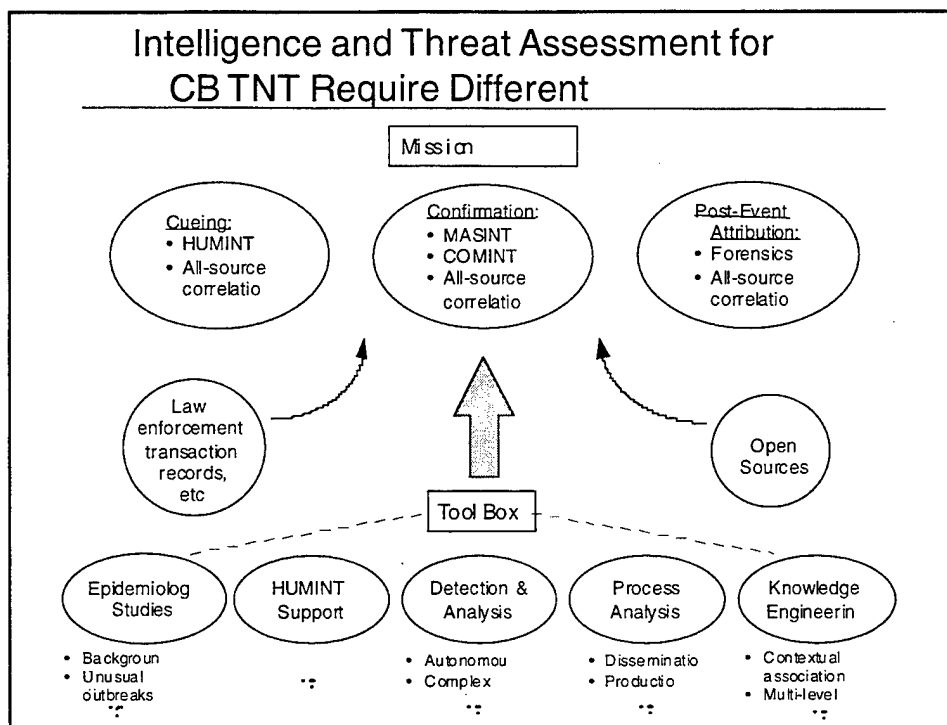 Intelligence and Threat Assessment for
CB TNT Require Different
Mission
Cueing:
• HUMINT
• All-source
correlatio
Confirmation:
• MASINT
• COMINT
• All-source
correlatio
Post-Event
Attribution:
• Forensics
• All-source
correlatio
Law
enforcement
transaction
records,
etc
Open
Sources
Tool Box
Epidemiolog
Studies
HUMINT
Support
Detection &
Analysis
Process
Analysis
Knowledge
Engineerin
• Backgroun
• Unusual
outbreaks
• Autonomou
• Complex
• Disseminatio
• Productio
• Contextual
association
• Multi-level